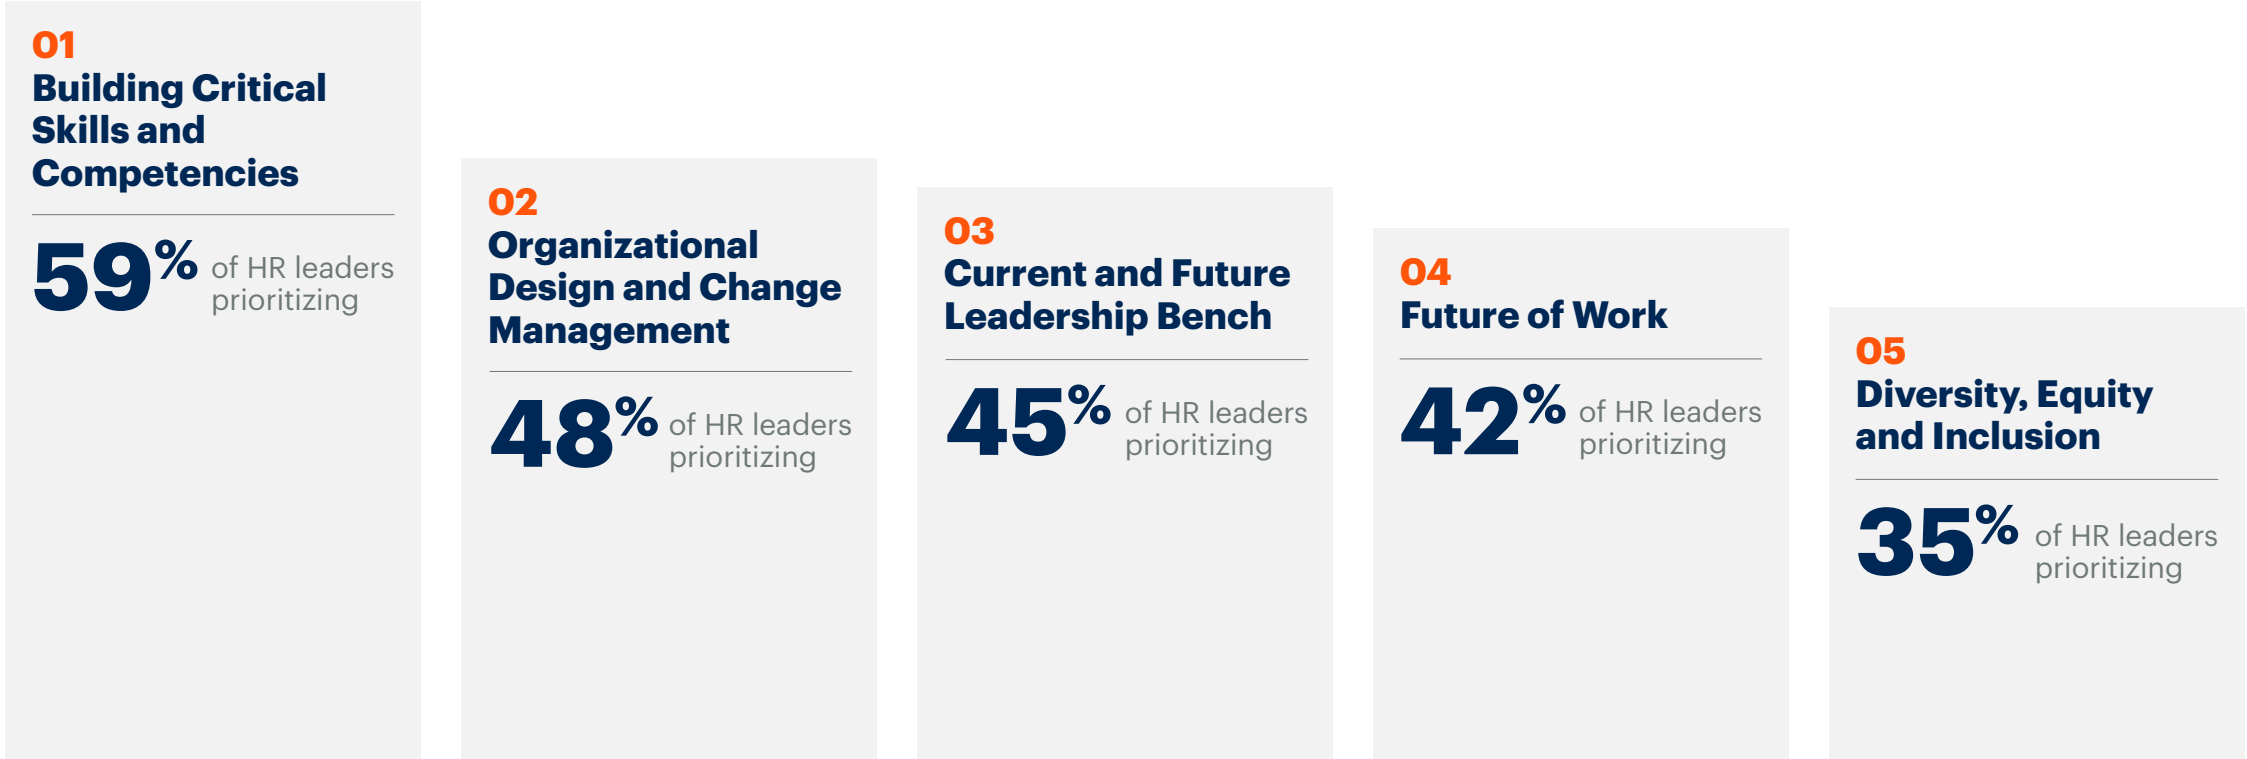 01
Building Critical
Skills and
Competencies
59% of HR leaders
prioritizing
02
Organizational
Design and Change
Management
48% of HR leaders
prioritizing
03
Current and Future
Leadership Bench
45% of HR leaders
prioritizing
04
Future of Work
42% of HR leaders
prioritizing
05
Diversity, Equity
and Inclusion
35% of HR leaders
prioritizing